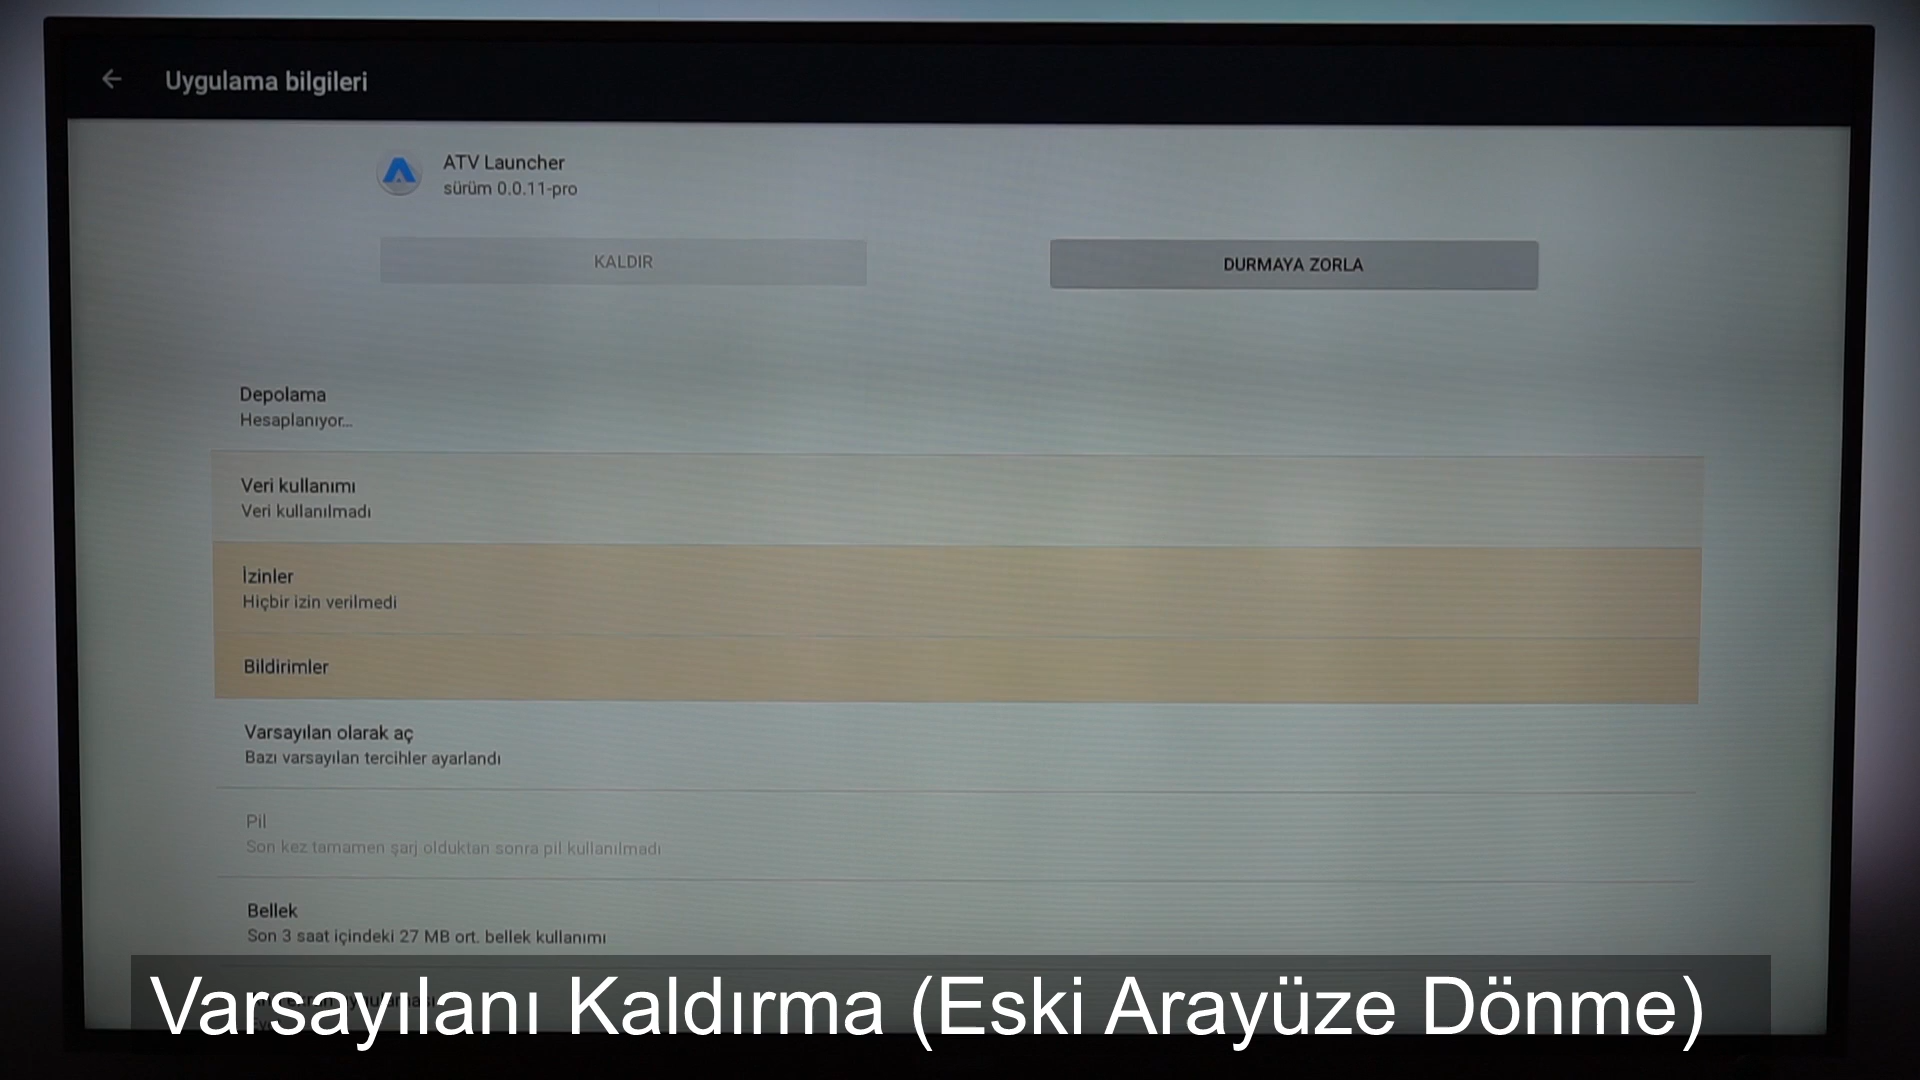 Uygulama bilgileri
ATV Launcher
sürüm 0.0.11-pro
KALDIR
DURMAYA ZORLA
Depolama
Hesaplanıyor...
Veri kullanımı
Veri kullanılmadı
İzinler
Hiçbir izin verilmedi
Bildirimler
Varsayılan olarak aç
Bazı varsayılan tercihler ayarlandı
Pil
Son kez tamamen şarj olduktan sonra pil kullanılmadı
Bellek
Son 3 saat içindeki 27 MB ort. bellek kullanımı
Varsayılanı Kaldırma (Eski Arayüze Dönme)